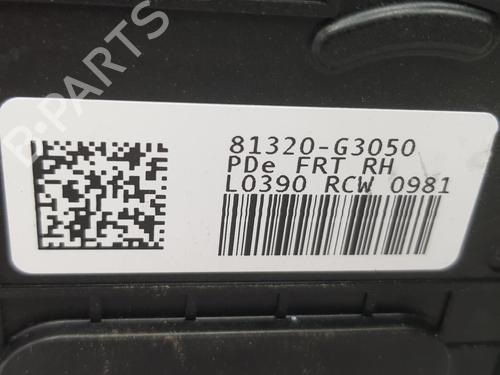 B-PARTS
81320-G3050
PDe FRT RH
L0390 RCW 0981